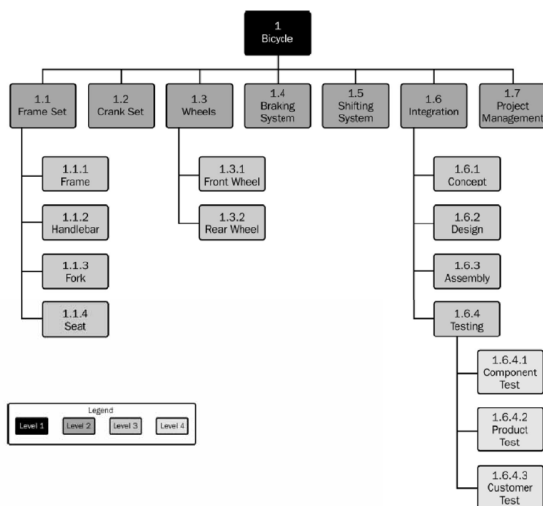 1
Bicycle
1.1
Frame Set
1.2
Crank Set
1.3
Wheels
1.4
Brakng
System
1.5
Shifting
System
1.6
Integration
1.7
Project
Management
1.1.1
Frame
1.1.2
Handlebar
1.1.3
Fork
1.1.4
Seat
1.3.1
Front Wheel
1.3.2
Rear Wheel
1.6.1
Concept
1.6.2
Design
1.6.3
Assembly
1.6.4
Testing
1.6.4.1
Component
Test
1.6.4.2
Product
Test
1.6.4.3
Customer
Test
Legend
Level 1
Level 2
Level 3
Level 4